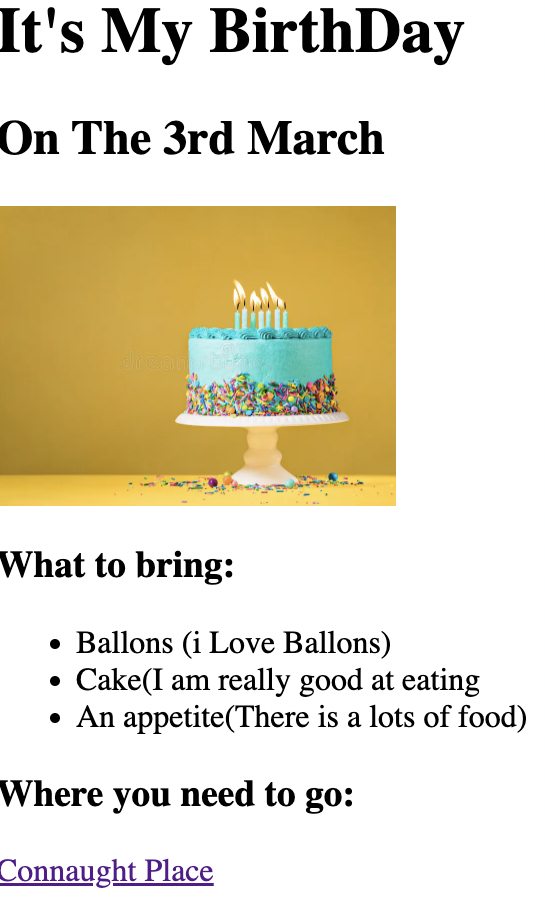 It's My BirthDay
On The 3rd March
What to bring:
Ballons (i Love Ballons)
Cake(I am really good at eating
An appetite(There is a lots of food)
Where you need to go:
Connaught Place